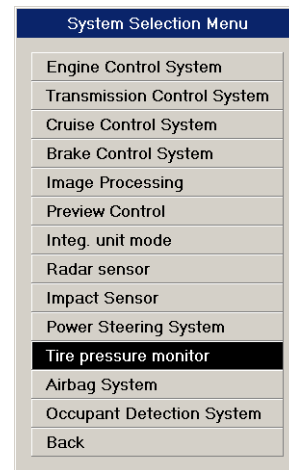 System Selection Menu
Engine Control System
Transmission Control System
Cruise Control System
Brake Control System
Image Processing
Preview Control
Integ. unit mode
Radar sensor
Impact Sensor
Power Steering System
Tire pressure monitor
Airbag System
Occupant Detection System
Back